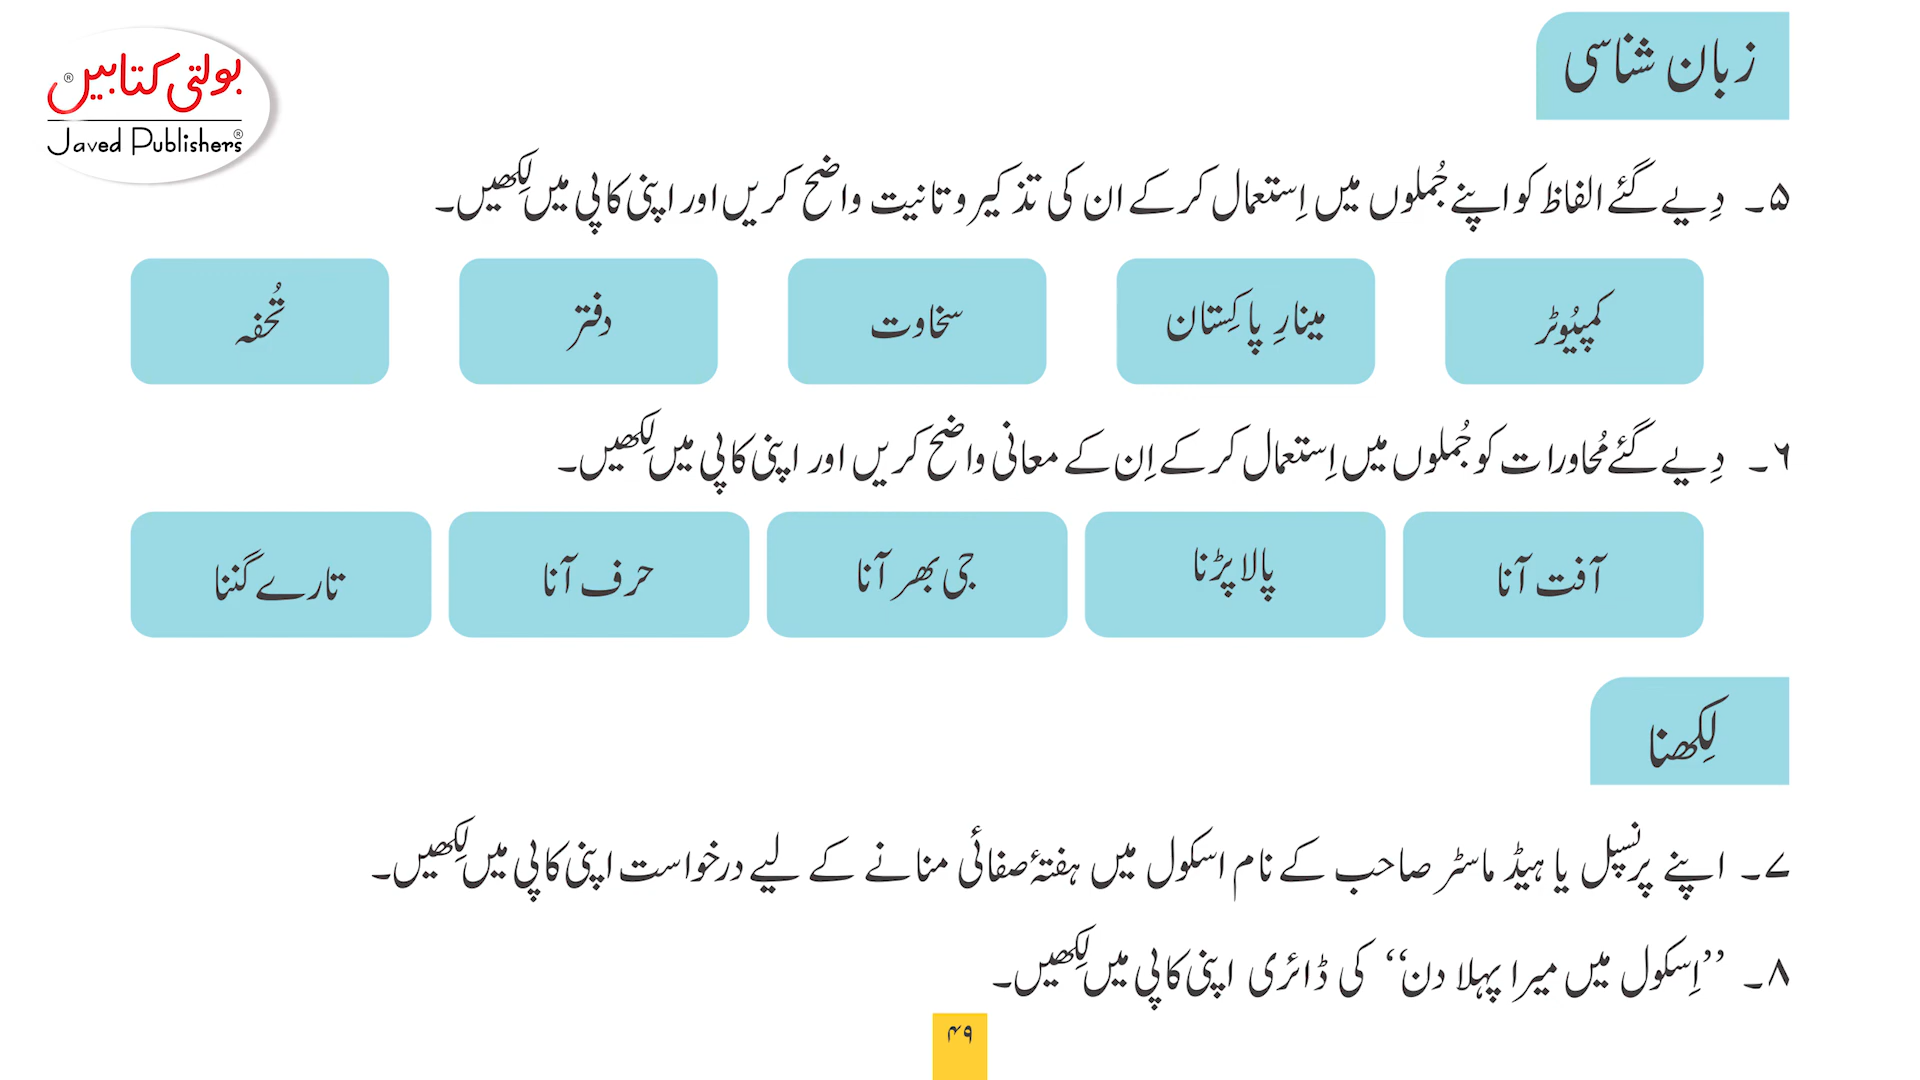 بولتی کتابیں®
Javed Publishers®
زبان شناسی
۵۔ دِیے گئے الفاظ کو اپنے جُملوں میں اِستعمال کر کے ان کی تذکیر و تانیت واضح کریں اور اپنی کاپی میں لِکھیں۔
کمپیُوٹر مینارِ پاکِستان سخاوت دفتر تُحفہ
۶۔ دِیے گئے مُحاورات کو جُملوں میں اِستعمال کر کے اِن کے معانی واضح کریں اور اپنی کاپی میں لِکھیں۔
آفت آنا پالا پڑنا جی بھر آنا حرف آنا تارے گننا
لِکھنا
۷۔ اپنے پرنسپل یا ہیڈ ماسٹر صاحب کے نام اسکول میں ہفتۂ صفائی منانے کے لیے درخواست اپنی کاپی میں لِکھیں۔
۸۔ ’’اِسکول میں میرا پہلا دن‘‘ کی ڈائری اپنی کاپی میں لِکھیں۔
۴۹